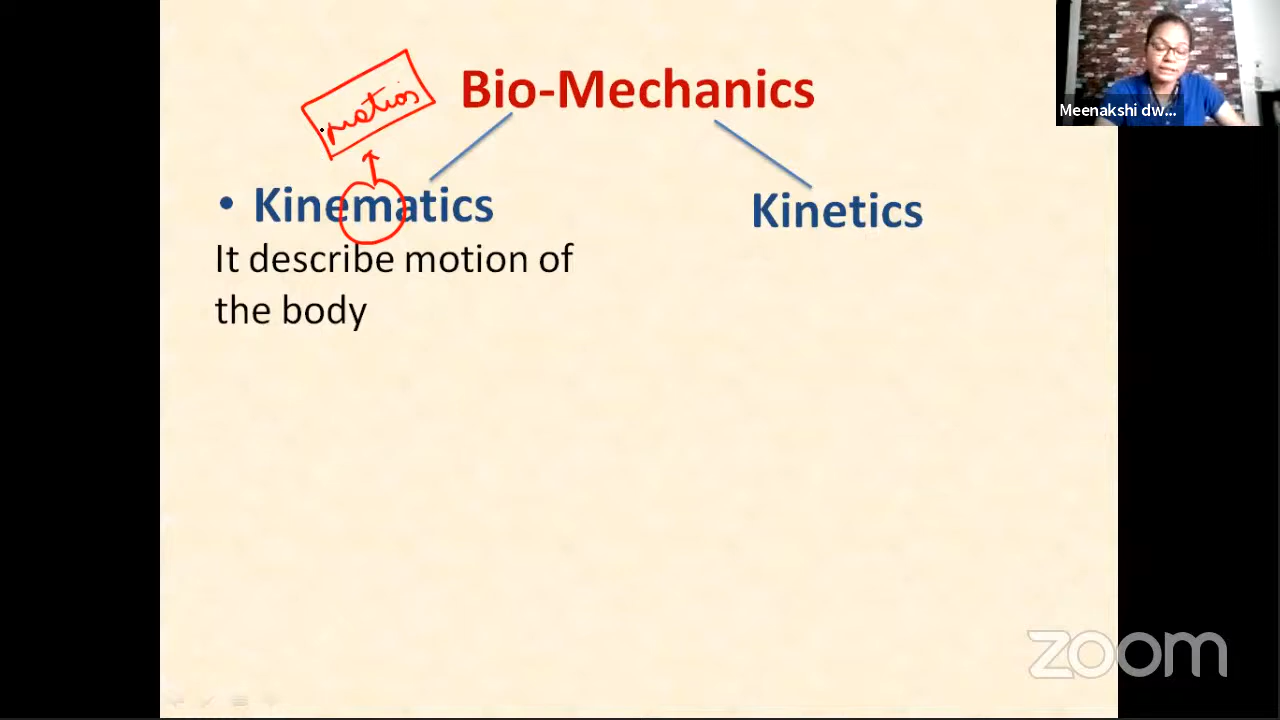 Bio-Mechanics
Meenakshi dw...
motion
• Kinematics
Kinetics
It describe motion of
the body
zoom